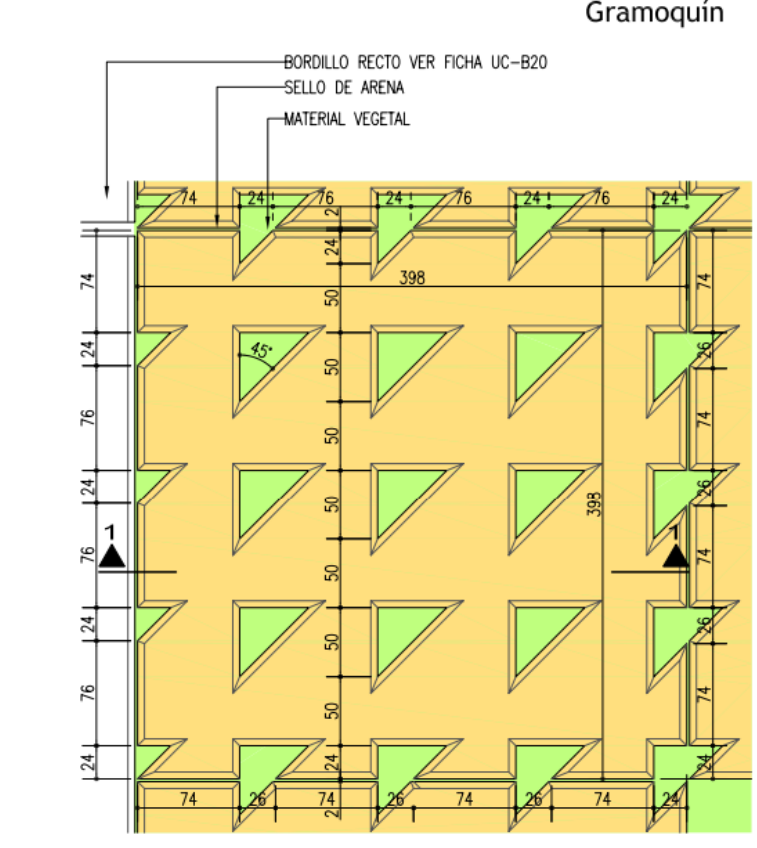 Gramoquín
BORDILLO RECTO VER FICHA UC-B20
SELLO DE ARENA
MATERIAL VEGETAL
74 24 76 24 76 24 76 24
2
24
398
74 50 74
24 45° 50 26
76 50 74
24 50 398 26
1 1
76 50 74
24 50 26
76 50 74
24 24 24
74 26 74 26 74 26 74 24
2